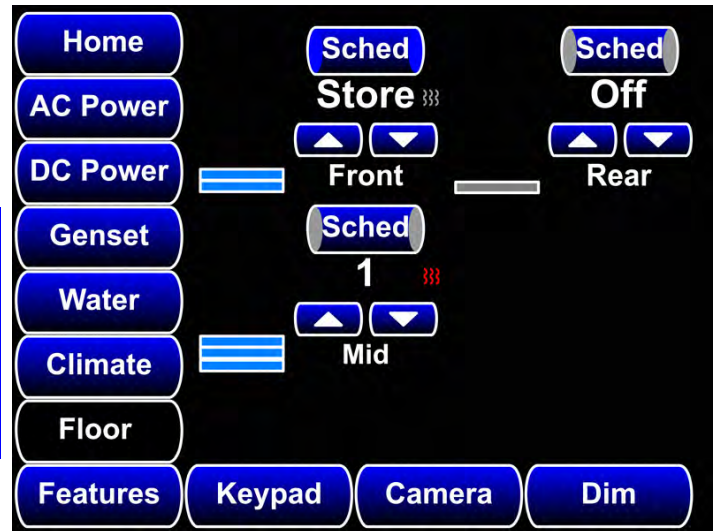 Home
AC Power
DC Power
Genset
Water
Climate
Floor
Features
Keypad
Camera
Dim
Sched
Store
Front
Sched
Off
Rear
Sched
1
Mid